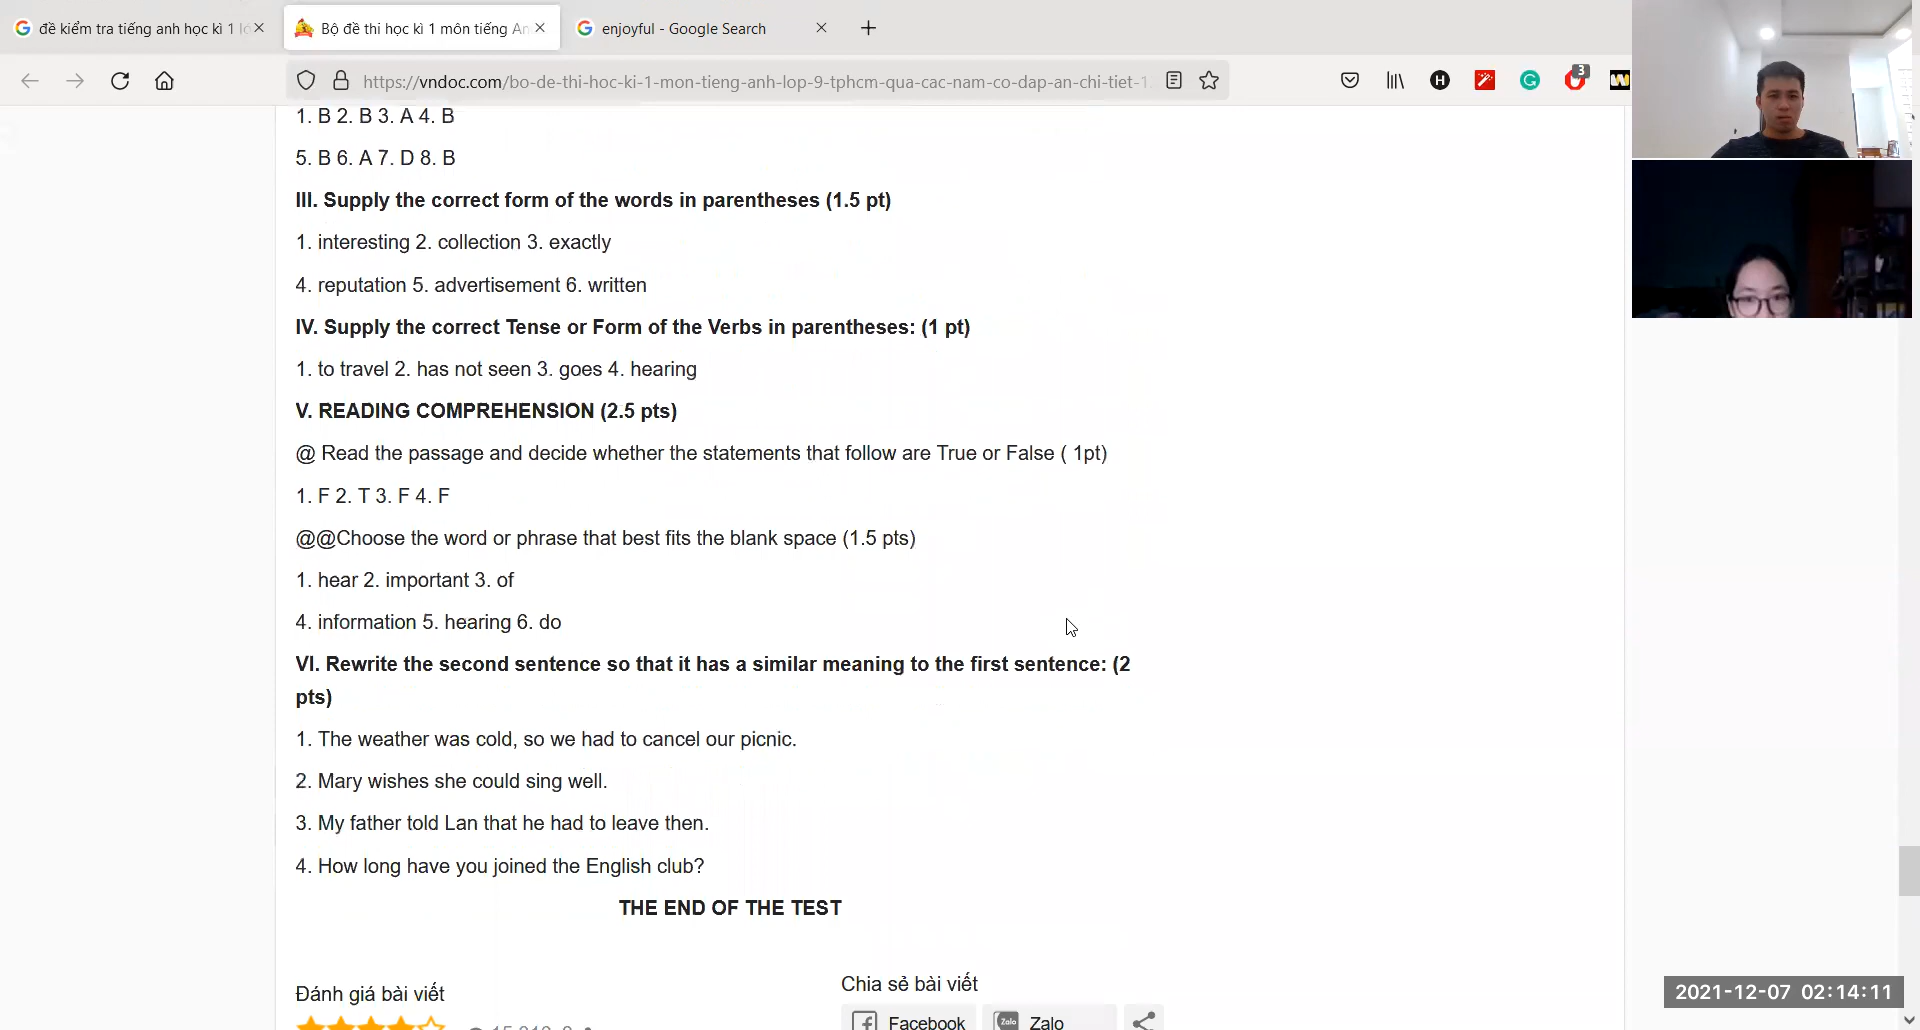 đề kiểm tra tiếng anh học kì 1 lớ
Bộ đề thi học kì 1 môn tiếng An
enjoyful - Google Search
https://vndoc.com/bo-de-thi-hoc-ki-1-mon-tieng-anh-lop-9-tphcm-qua-cac-nam-co-dap-an-chi-tiet-1
3
1. B 2. B 3. A 4. B
5. B 6. A 7. D 8. B
III. Supply the correct form of the words in parentheses (1.5 pt)
1. interesting 2. collection 3. exactly
4. reputation 5. advertisement 6. written
IV. Supply the correct Tense or Form of the Verbs in parentheses: (1 pt)
1. to travel 2. has not seen 3. goes 4. hearing
V. READING COMPREHENSION (2.5 pts)
@ Read the passage and decide whether the statements that follow are True or False ( 1pt)
1. F 2. T 3. F 4. F
@@Choose the word or phrase that best fits the blank space (1.5 pts)
1. hear 2. important 3. of
4. information 5. hearing 6. do
VI. Rewrite the second sentence so that it has a similar meaning to the first sentence: (2
pts)
1. The weather was cold, so we had to cancel our picnic.
2. Mary wishes she could sing well.
3. My father told Lan that he had to leave then.
4. How long have you joined the English club?
THE END OF THE TEST
Đánh giá bài viết
Chia sẻ bài viết
Facebook
Zalo
Zalo
2021-12-07 02:14:11